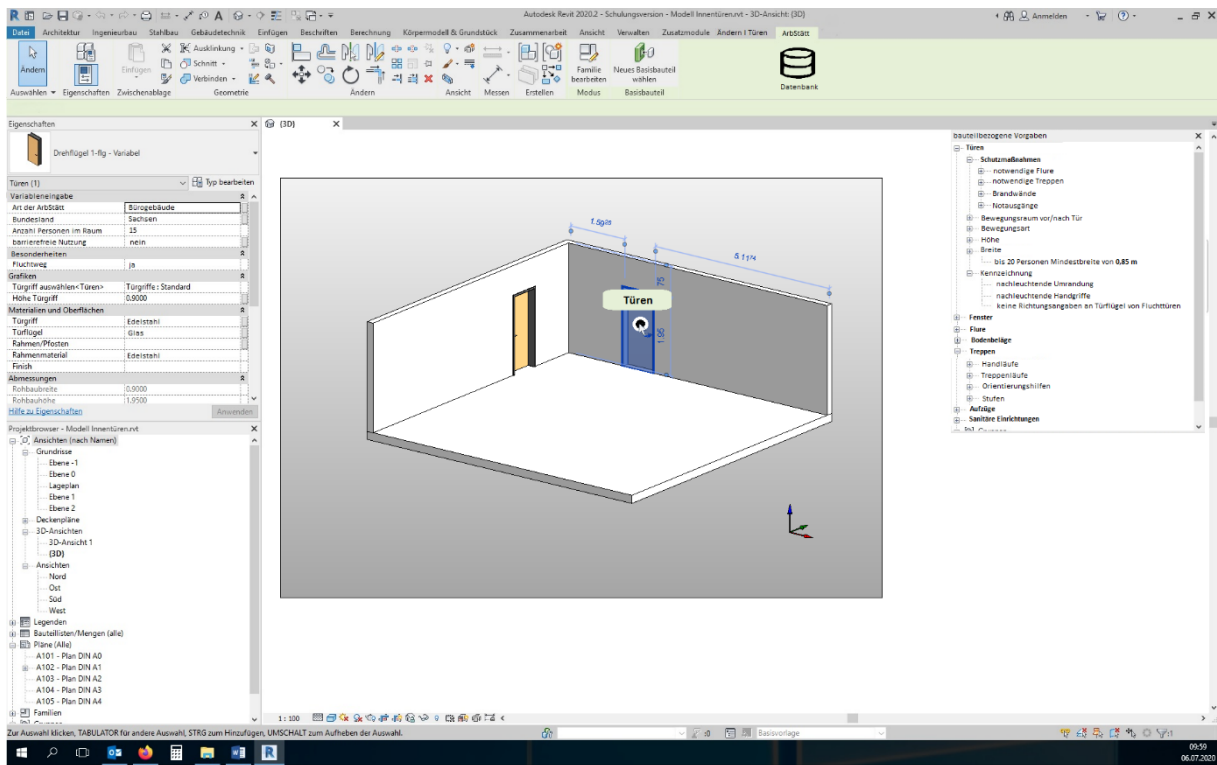 Autodesk Revit 2020.2 - Schulungsversion - Modell Innentüren.rvt - 3D-Ansicht: {3D}
Anmelden
Datei Architektur Ingenieurbau Stahlbau Gebäudetechnik Einfügen Beschriften Berechnung Körpermodell & Grundstück Zusammenarbeit Ansicht Verwalten Zusatzmodule Ändern | Türen ArbStätt
Ändern
Einfügen
Ausklinkung
Schnitt
Verbinden
Familie bearbeiten
Neues Basisbauteil wählen
Datenbank
Auswählen Eigenschaften Zwischenablage Geometrie Ändern Ansicht Messen Erstellen Modus Basisbauteil
Eigenschaften
Drehflügel 1-flg - Variabel
Türen (1) Typ bearbeiten
Variableneingabe
Art der ArbStätt Bürogebäude
Bundesland Sachsen
Anzahl Personen im Raum 15
barrierefreie Nutzung nein
Besonderheiten
Fluchtweg ja
Grafiken
Türgriff auswählen<Türen> Türgriffe : Standard
Höhe Türgriff 0.9000
Materialien und Oberflächen
Türgriff Edelstahl
Türflügel Glas
Rahmen/Pfosten
Rahmenmaterial Edelstahl
Finish
Abmessungen
Rohbaubreite 0.9000
Rohbauhöhe 1.9500
Hilfe zu Eigenschaften Anwenden
Projektbrowser - Modell Innentüren.rvt
Ansichten (nach Namen)
Grundrisse
Ebene -1
Ebene 0
Lageplan
Ebene 1
Ebene 2
Deckenpläne
3D-Ansichten
3D-Ansicht 1
{3D}
Ansichten
Nord
Ost
Süd
West
Legenden
Bauteillisten/Mengen (alle)
Pläne (Alle)
A101 - Plan DIN A0
A102 - Plan DIN A1
A103 - Plan DIN A2
A104 - Plan DIN A3
A105 - Plan DIN A4
Familien
{3D}
75
Türen
1.95
bauteilbezogene Vorgaben
Türen
Schutzmaßnahmen
notwendige Flure
notwendige Treppen
Brandwände
Notausgänge
Bewegungsraum vor/nach Tür
Bewegungsart
Höhe
Breite
bis 20 Personen Mindestbreite von 0,85 m
Kennzeichnung
nachleuchtende Umrandung
nachleuchtende Handgriffe
keine Richtungsangaben an Türflügel von Fluchttüren
Fenster
Flure
Bodenbeläge
Treppen
Handläufe
Treppenläufe
Orientierungshilfen
Stufen
Aufzüge
Sanitäre Einrichtungen
1 : 100
Zur Auswahl klicken, TABULATOR für andere Auswahl, STRG zum Hinzufügen, UMSCHALT zum Aufheben der Auswahl.
:0
Basisvorlage
09:59
06.07.2020